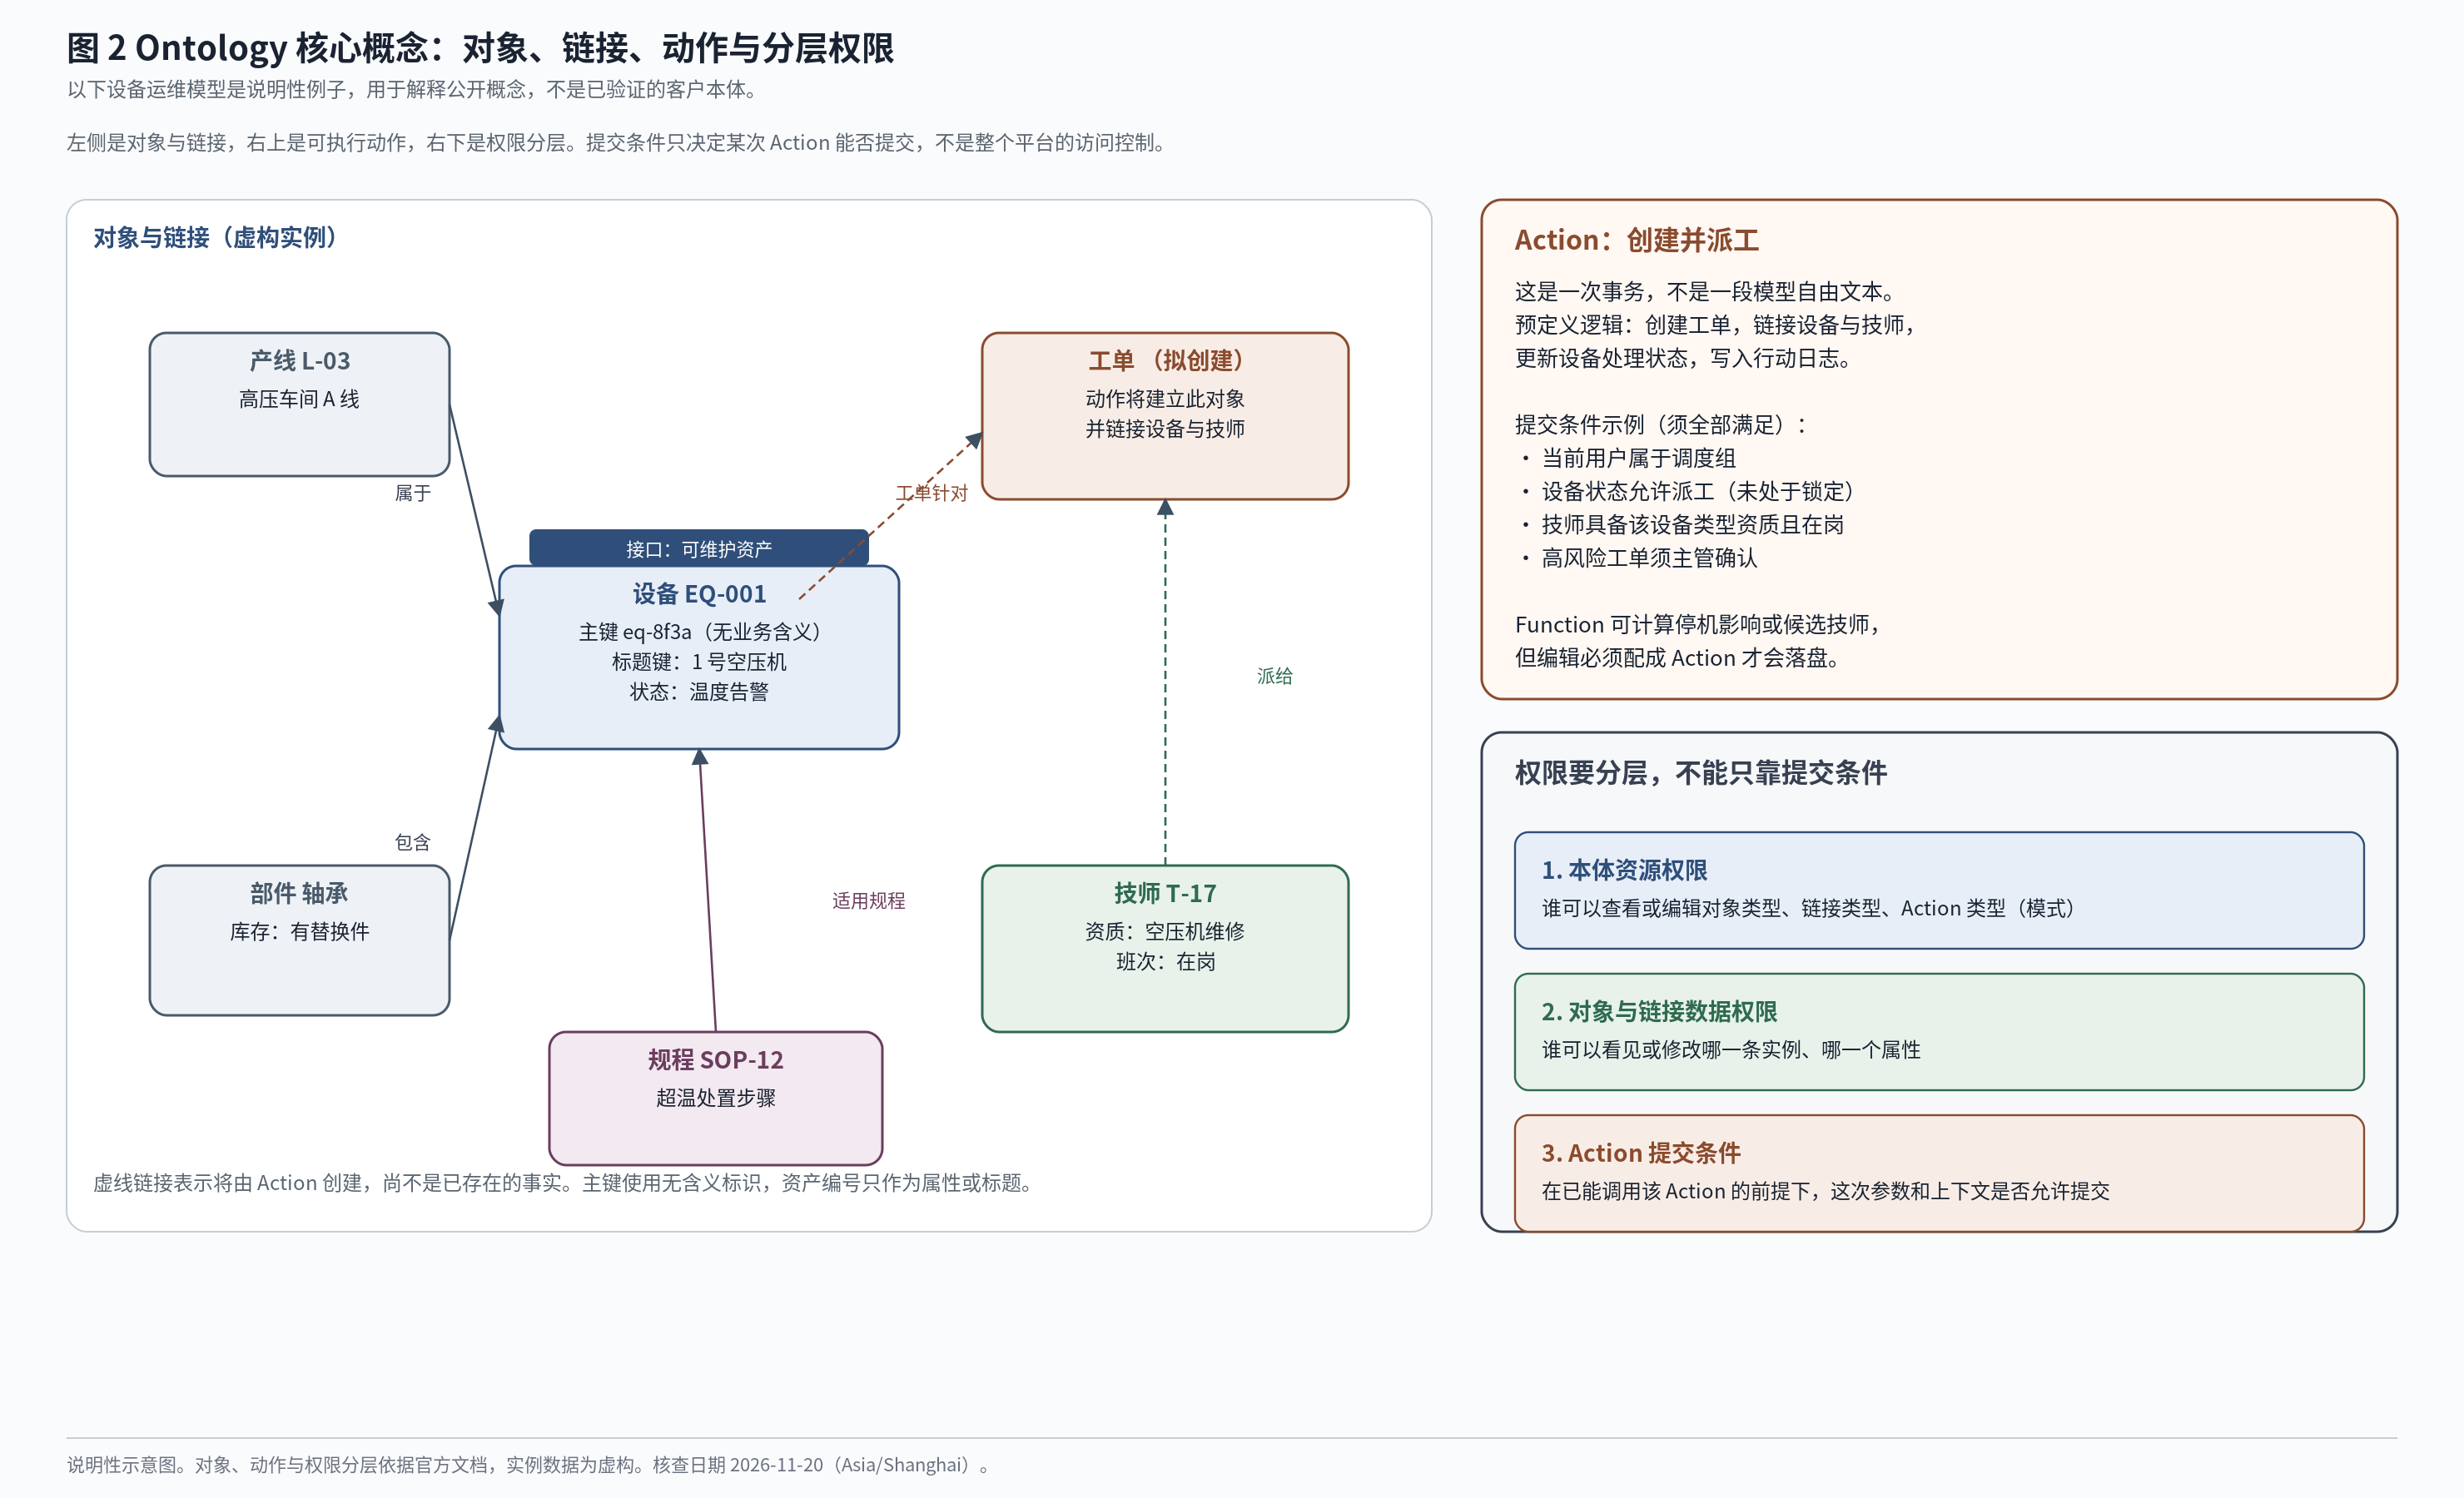 图 2 Ontology 核心概念：对象、链接、动作与分层权限
以下设备运维模型是说明性例子，用于解释公开概念，不是已验证的客户本体。
左侧是对象与链接，右上是可执行动作，右下是权限分层。提交条件只决定某次 Action 能否提交，不是整个平台的访问控制。
对象与链接（虚构实例）
产线 L-03
高压车间 A 线
工单 （拟创建）
动作将建立此对象
并链接设备与技师
属于
工单针对
接口：可维护资产
设备 EQ-001
主键 eq-8f3a（无业务含义）
标题键：1 号空压机
状态：温度告警
派给
包含
部件 轴承
库存：有替换件
适用规程
技师 T-17
资质：空压机维修
班次：在岗
规程 SOP-12
超温处置步骤
虚线链接表示将由 Action 创建，尚不是已存在的事实。主键使用无含义标识，资产编号只作为属性或标题。
Action：创建并派工
这是一次事务，不是一段模型自由文本。
预定义逻辑：创建工单，链接设备与技师，
更新设备处理状态，写入行动日志。
提交条件示例（须全部满足）：
· 当前用户属于调度组
· 设备状态允许派工（未处于锁定）
· 技师具备该设备类型资质且在岗
· 高风险工单须主管确认
Function 可计算停机影响或候选技师，
但编辑必须配成 Action 才会落盘。
权限要分层，不能只靠提交条件
1. 本体资源权限
谁可以查看或编辑对象类型、链接类型、Action 类型（模式）
2. 对象与链接数据权限
谁可以看见或修改哪一条实例、哪一个属性
3. Action 提交条件
在已能调用该 Action 的前提下，这次参数和上下文是否允许提交
说明性示意图。对象、动作与权限分层依据官方文档，实例数据为虚构。核查日期 2026-11-20（Asia/Shanghai）。